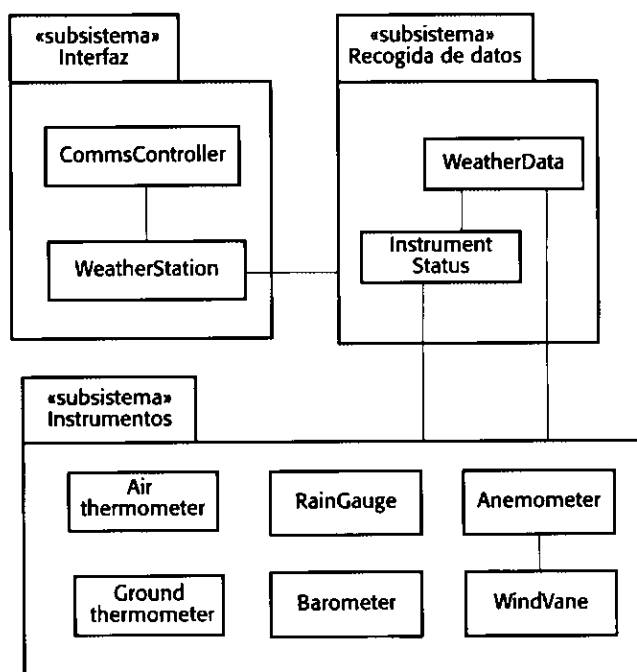 «subsistema»
Interfaz
CommsController
WeatherStation
«subsistema»
Recogida de datos
WeatherData
Instrument
Status
«subsistema»
Instrumentos
Air
thermometer
RainGauge
Anemometer
Ground
thermometer
Barometer
WindVane